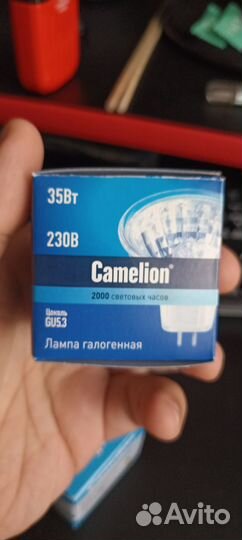 35Вт
230В
Camelion®
2000 световых часов
Цоколь
GU5.3
Лампа галогенная
Avito